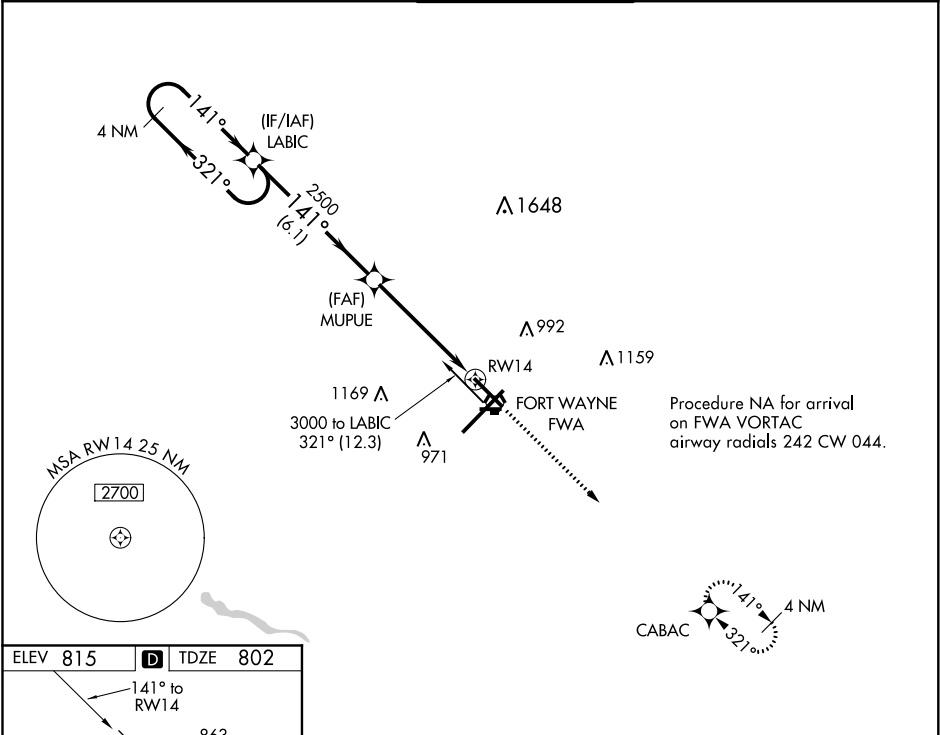 141°
4 NM
321°
(IF/IAF)
LABIC
2500
141°
(6.1)
1648
(FAF)
MUPUE
992
1159
RW14
1169
3000 to LABIC
321° (12.3)
FORT WAYNE
FWA
971
Procedure NA for arrival
on FWA VORTAC
airway radials 242 CW 044.
MSA RW 14 25 NM
2700
141°
4 NM
CABAC
321°
ELEV 815 D TDZE 802
141° to
RW14